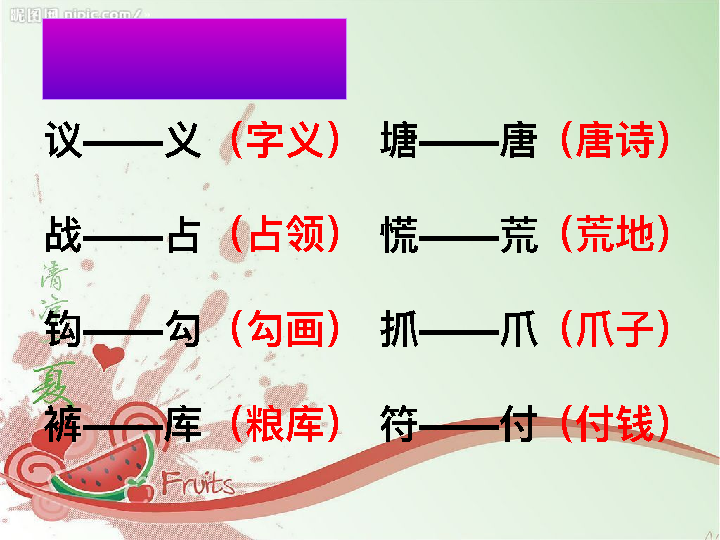 昵图网 nipic.com/
议——义（字义） 塘——唐（唐诗）
战——占（占领） 慌——荒（荒地）
清凉
钩——勾（勾画） 抓——爪（爪子）
夏
裤——库（粮库） 符——付（付钱）
Fruits